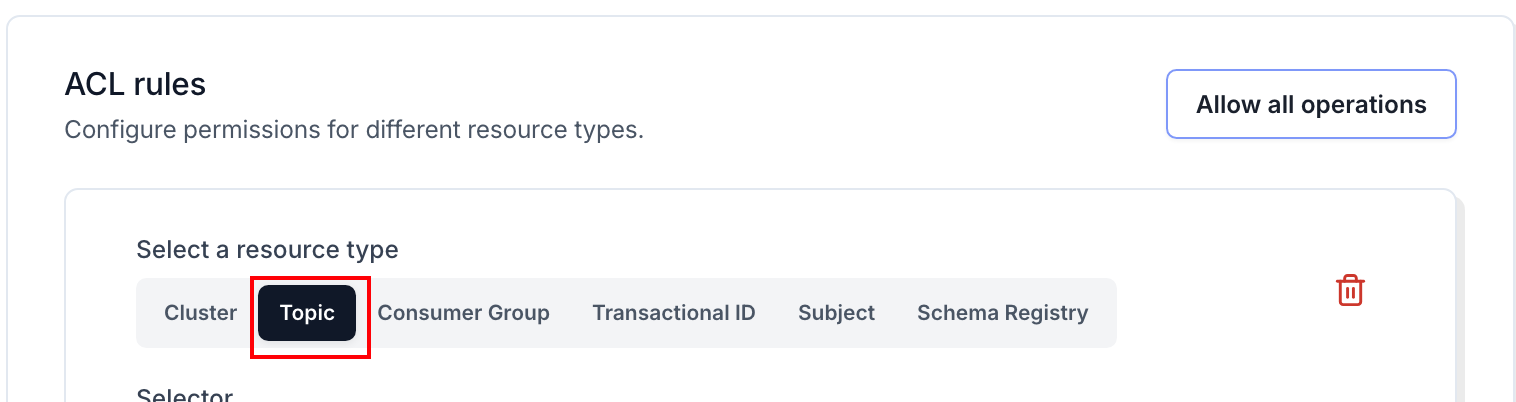 ACL rules
Configure permissions for different resource types.
Allow all operations
Select a resource type
Cluster Topic Consumer Group Transactional ID Subject Schema Registry
Selector